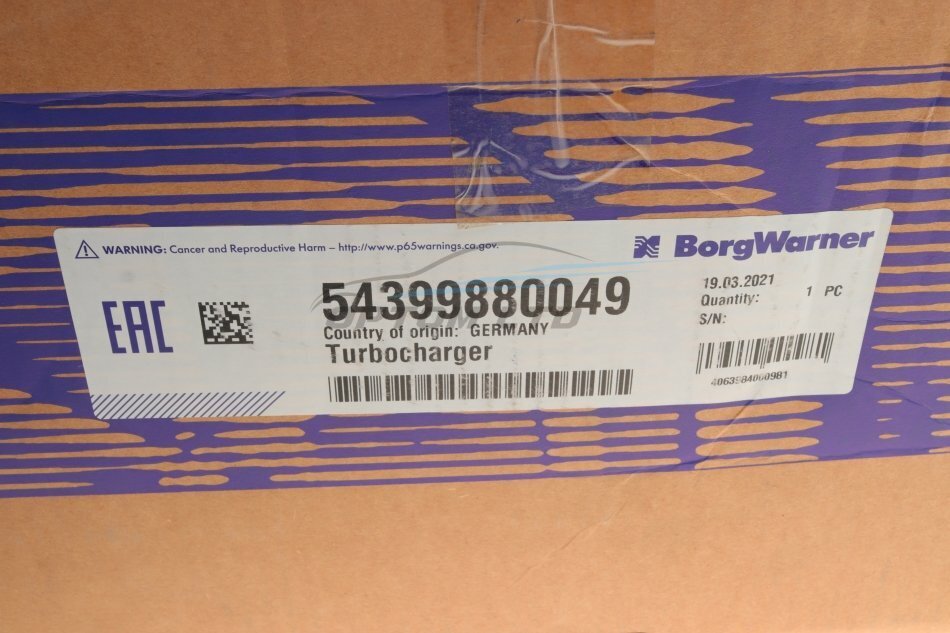 WARNING: Cancer and Reproductive Harm – http://www.p65warnings.ca.gov.
BorgWarner
EAC
54399880049
Country of origin: GERMANY
Turbocharger
19.03.2021
Quantity: 1 PC
S/N:
4063984000981